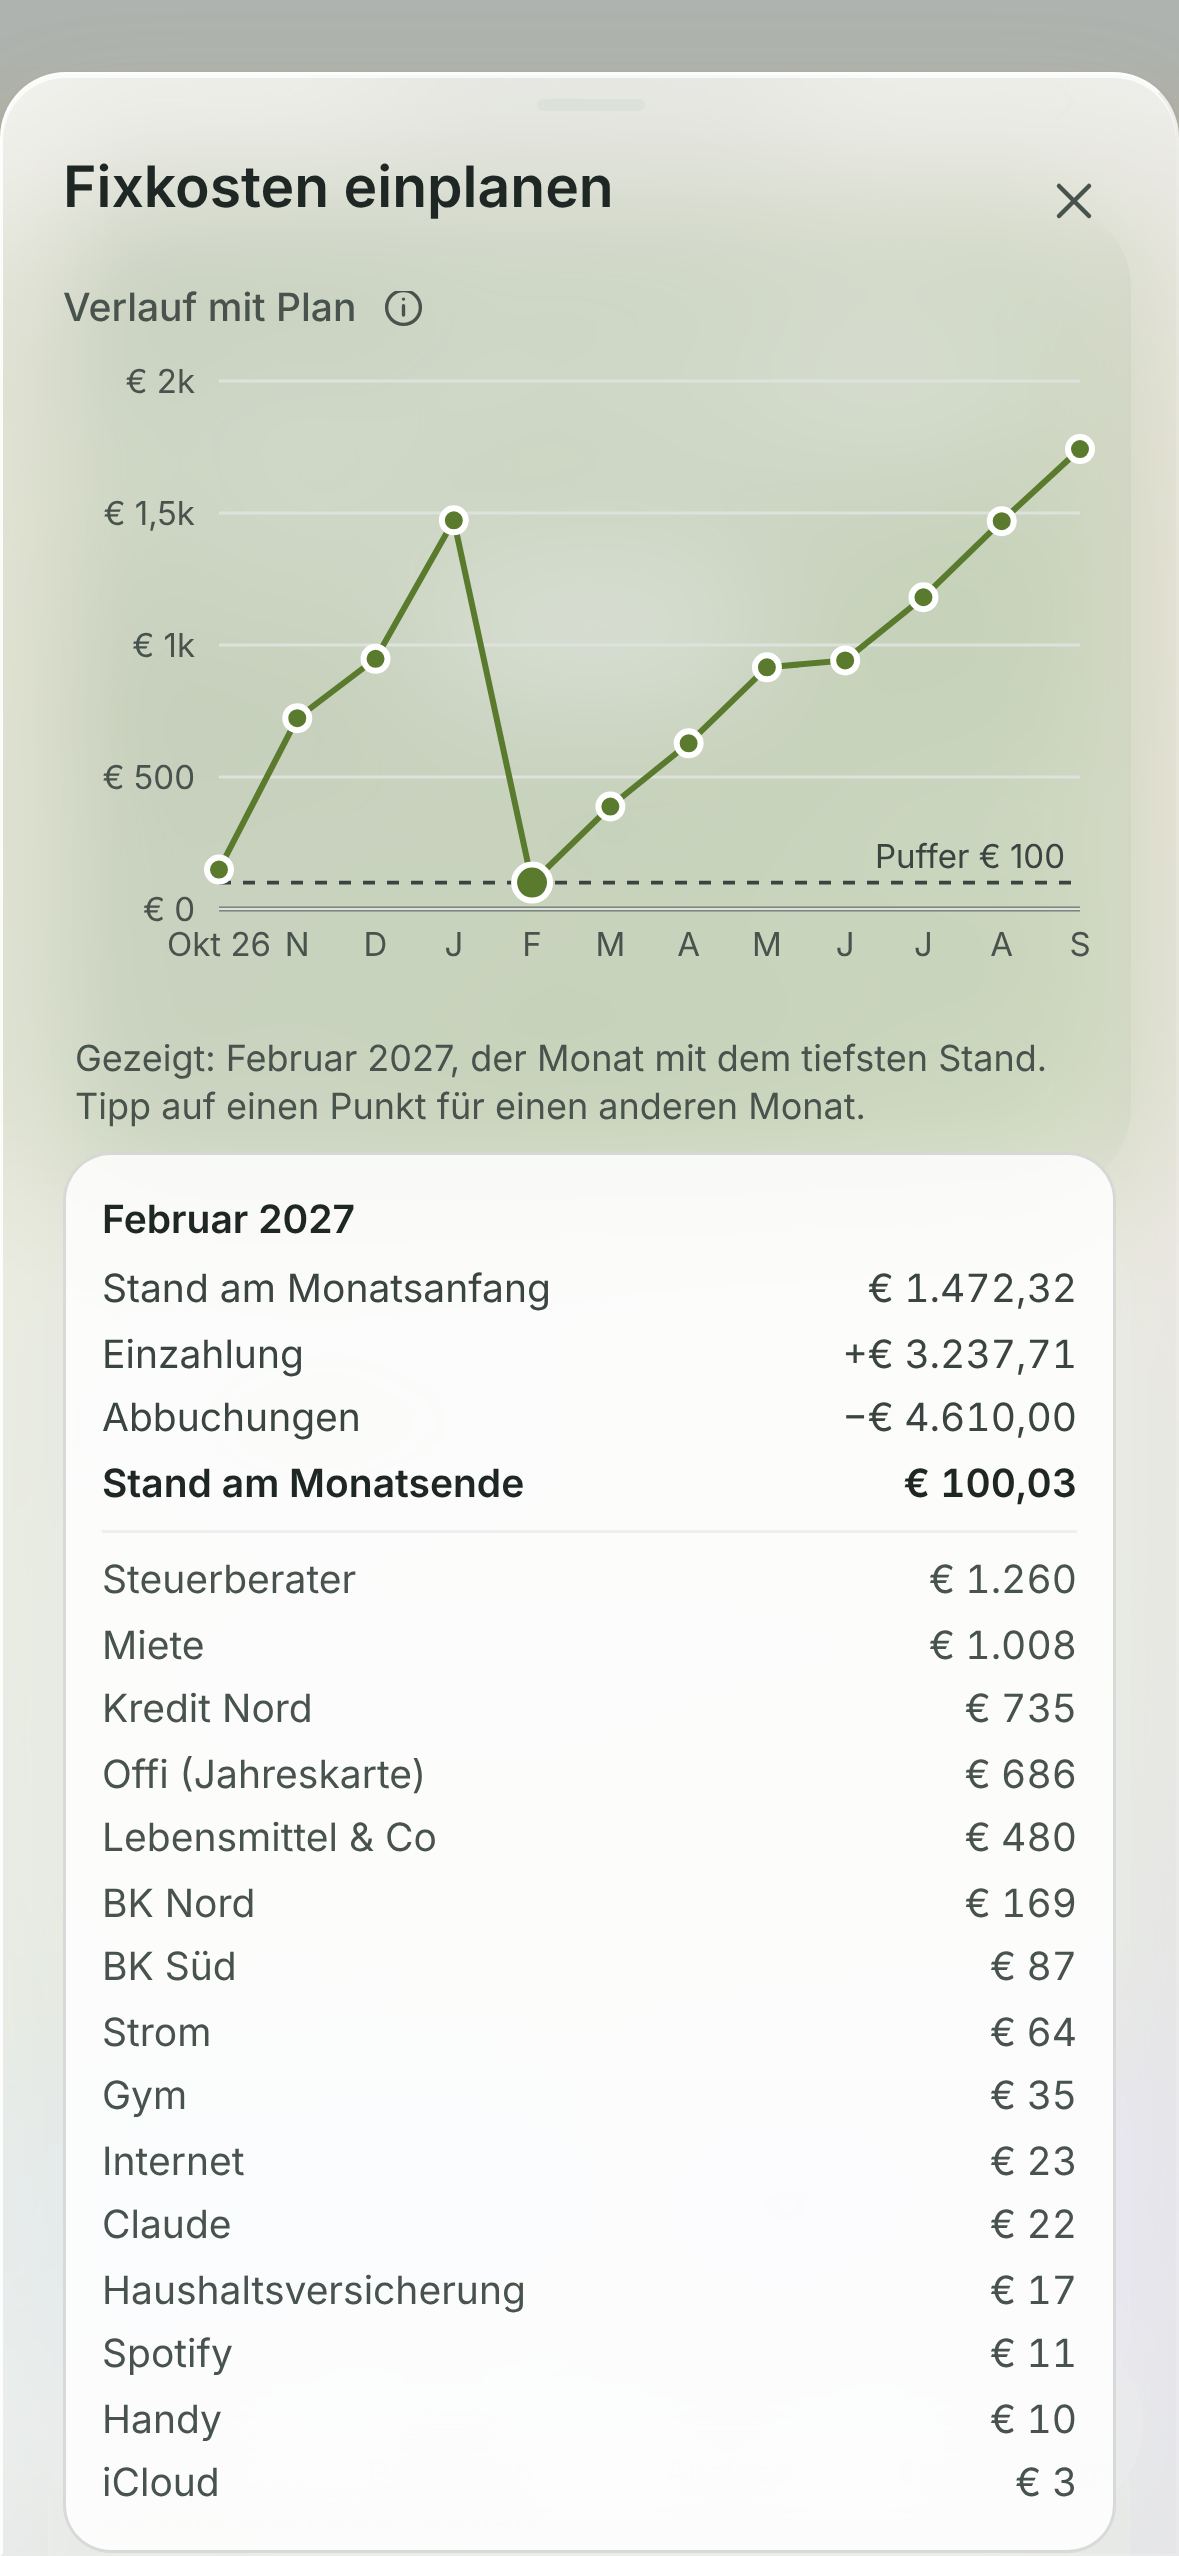 Fixkosten einplanen
Verlauf mit Plan
€ 2k
€ 1,5k
€ 1k
€ 500
Puffer € 100
€ 0
Okt 26 N D J F M A M J J A S
Gezeigt: Februar 2027, der Monat mit dem tiefsten Stand.
Tipp auf einen Punkt für einen anderen Monat.
Februar 2027
Stand am Monatsanfang € 1.472,32
Einzahlung +€ 3.237,71
Abbuchungen −€ 4.610,00
Stand am Monatsende € 100,03
Steuerberater € 1.260
Miete € 1.008
Kredit Nord € 735
Offi (Jahreskarte) € 686
Lebensmittel & Co € 480
BK Nord € 169
BK Süd € 87
Strom € 64
Gym € 35
Internet € 23
Claude € 22
Haushaltsversicherung € 17
Spotify € 11
Handy € 10
iCloud € 3